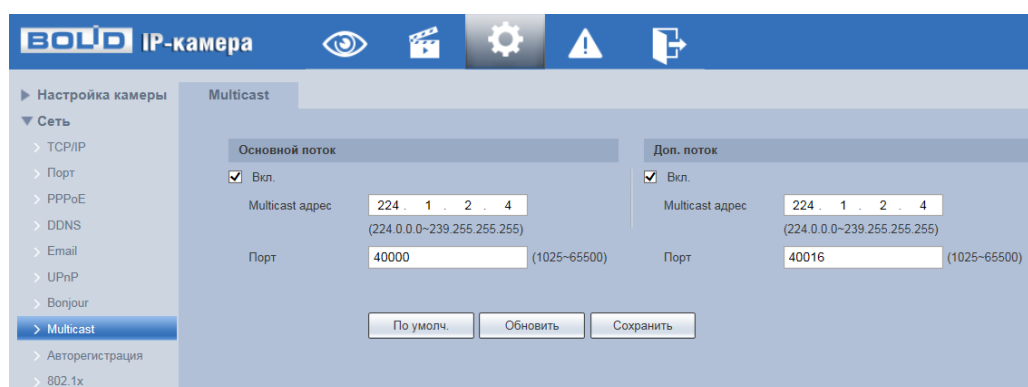 BOLID IP-камера
Настройка камеры
Сеть
TCP/IP
Порт
PPPoE
DDNS
Email
UPnP
Bonjour
Multicast
Авторегистрация
802.1x
Multicast
Основной поток
Вкл.
Multicast адрес 224 . 1 . 2 . 4
(224.0.0.0~239.255.255.255)
Порт 40000 (1025~65500)
Доп. поток
Вкл.
Multicast адрес 224 . 1 . 2 . 4
(224.0.0.0~239.255.255.255)
Порт 40016 (1025~65500)
По умолч. Обновить Сохранить